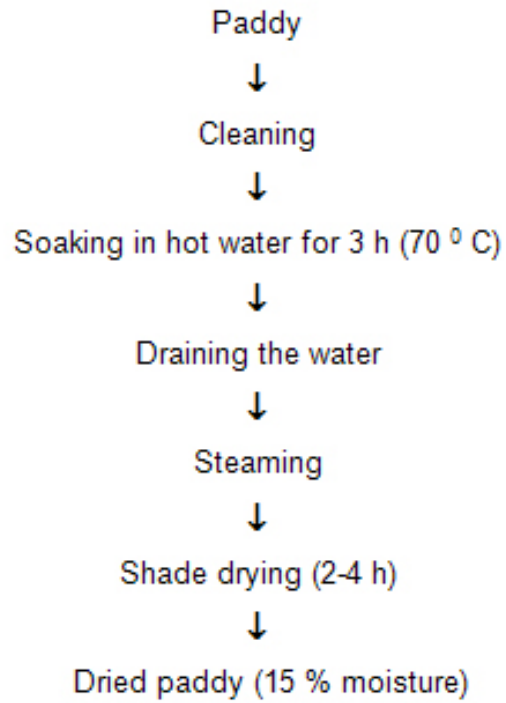 Paddy
↓
Cleaning
↓
Soaking in hot water for 3 h (70 ⁰ C)
↓
Draining the water
↓
Steaming
↓
Shade drying (2-4 h)
↓
Dried paddy (15 % moisture)